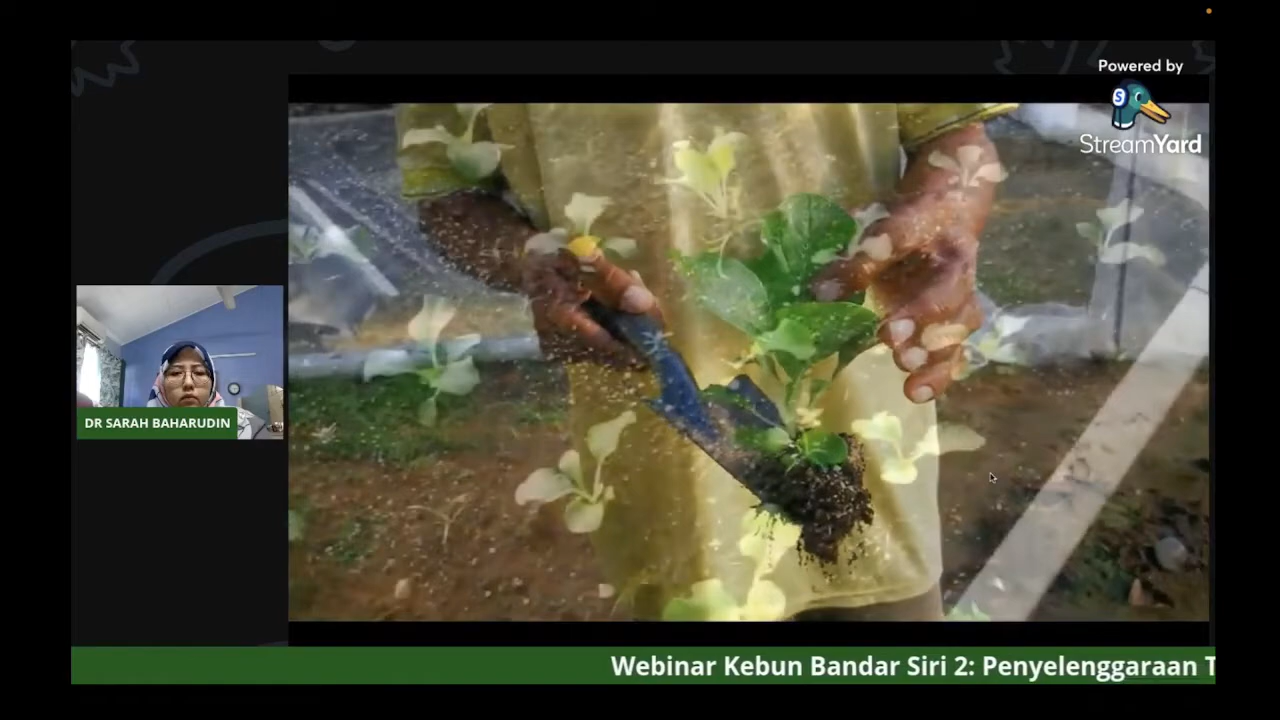 Powered by
S
StreamYard
DR SARAH BAHARUDIN
Webinar Kebun Bandar Siri 2: Penyelenggaraan T